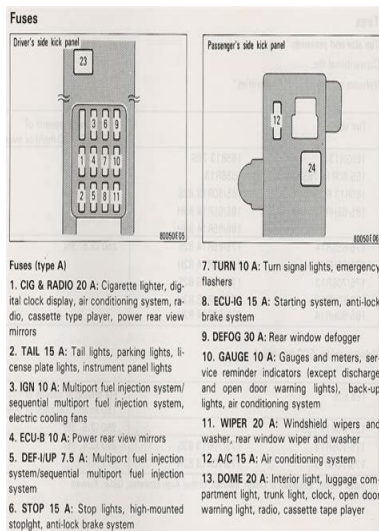 Fuses
Driver's side kick panel
23
3 6 9
1 4 7 10
2 5 8 11
80050E05
Passenger's side kick panel
12
24
80050E06
Fuses (type A)
1. CIG & RADIO 20 A: Cigarette lighter, dig-
ital clock display, air conditioning system, ra-
dio, cassette type player, power rear view
mirrors
2. TAIL 15 A: Tail lights, parking lights, li-
cense plate lights, instrument panel lights
3. IGN 10 A: Multiport fuel injection system/
sequential multiport fuel injection system,
electric cooling fans
4. ECU-B 10 A: Power rear view mirrors
5. DEF-I/UP 7.5 A: Multiport fuel injection
system/sequential multiport fuel injection
system
6. STOP 15 A: Stop lights, high-mounted
stoplight, anti-lock brake system
7. TURN 10 A: Turn signal lights, emergency
flashers
8. ECU-IG 15 A: Starting system, anti-lock
brake system
9. DEFOG 30 A: Rear window defogger
10. GAUGE 10 A: Gauges and meters, ser-
vice reminder indicators (except discharge
and open door warning lights), back-up
lights, air conditioning system
11. WIPER 20 A: Windshield wipers and
washer, rear window wiper and washer
12. A/C 15 A: Air conditioning system
13. DOME 20 A: Interior light, luggage com-
partment light, trunk light, clock, open door
warning light, radio, cassette tape player